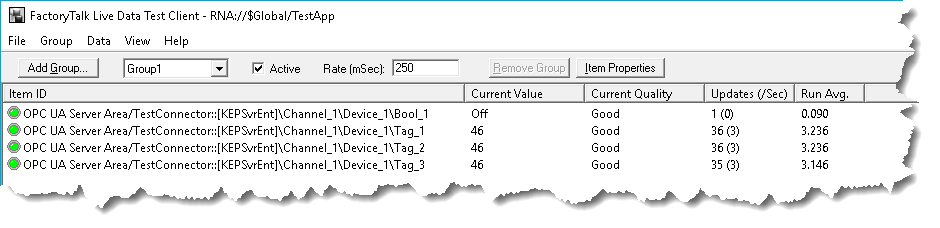 FactoryTalk Live Data Test Client - RNA://$Global/TestApp
File Group Data View Help
Add Group... Group1 Active Rate (mSec): 250 Remove Group Item Properties
Item ID Current Value Current Quality Updates (/Sec) Run Avg.
OPC UA Server Area/TestConnector::[KEPSvrEnt]\Channel_1\Device_1\Bool_1 Off Good 1 (0) 0.090
OPC UA Server Area/TestConnector::[KEPSvrEnt]\Channel_1\Device_1\Tag_1 46 Good 36 (3) 3.236
OPC UA Server Area/TestConnector::[KEPSvrEnt]\Channel_1\Device_1\Tag_2 46 Good 36 (3) 3.236
OPC UA Server Area/TestConnector::[KEPSvrEnt]\Channel_1\Device_1\Tag_3 46 Good 35 (3) 3.146